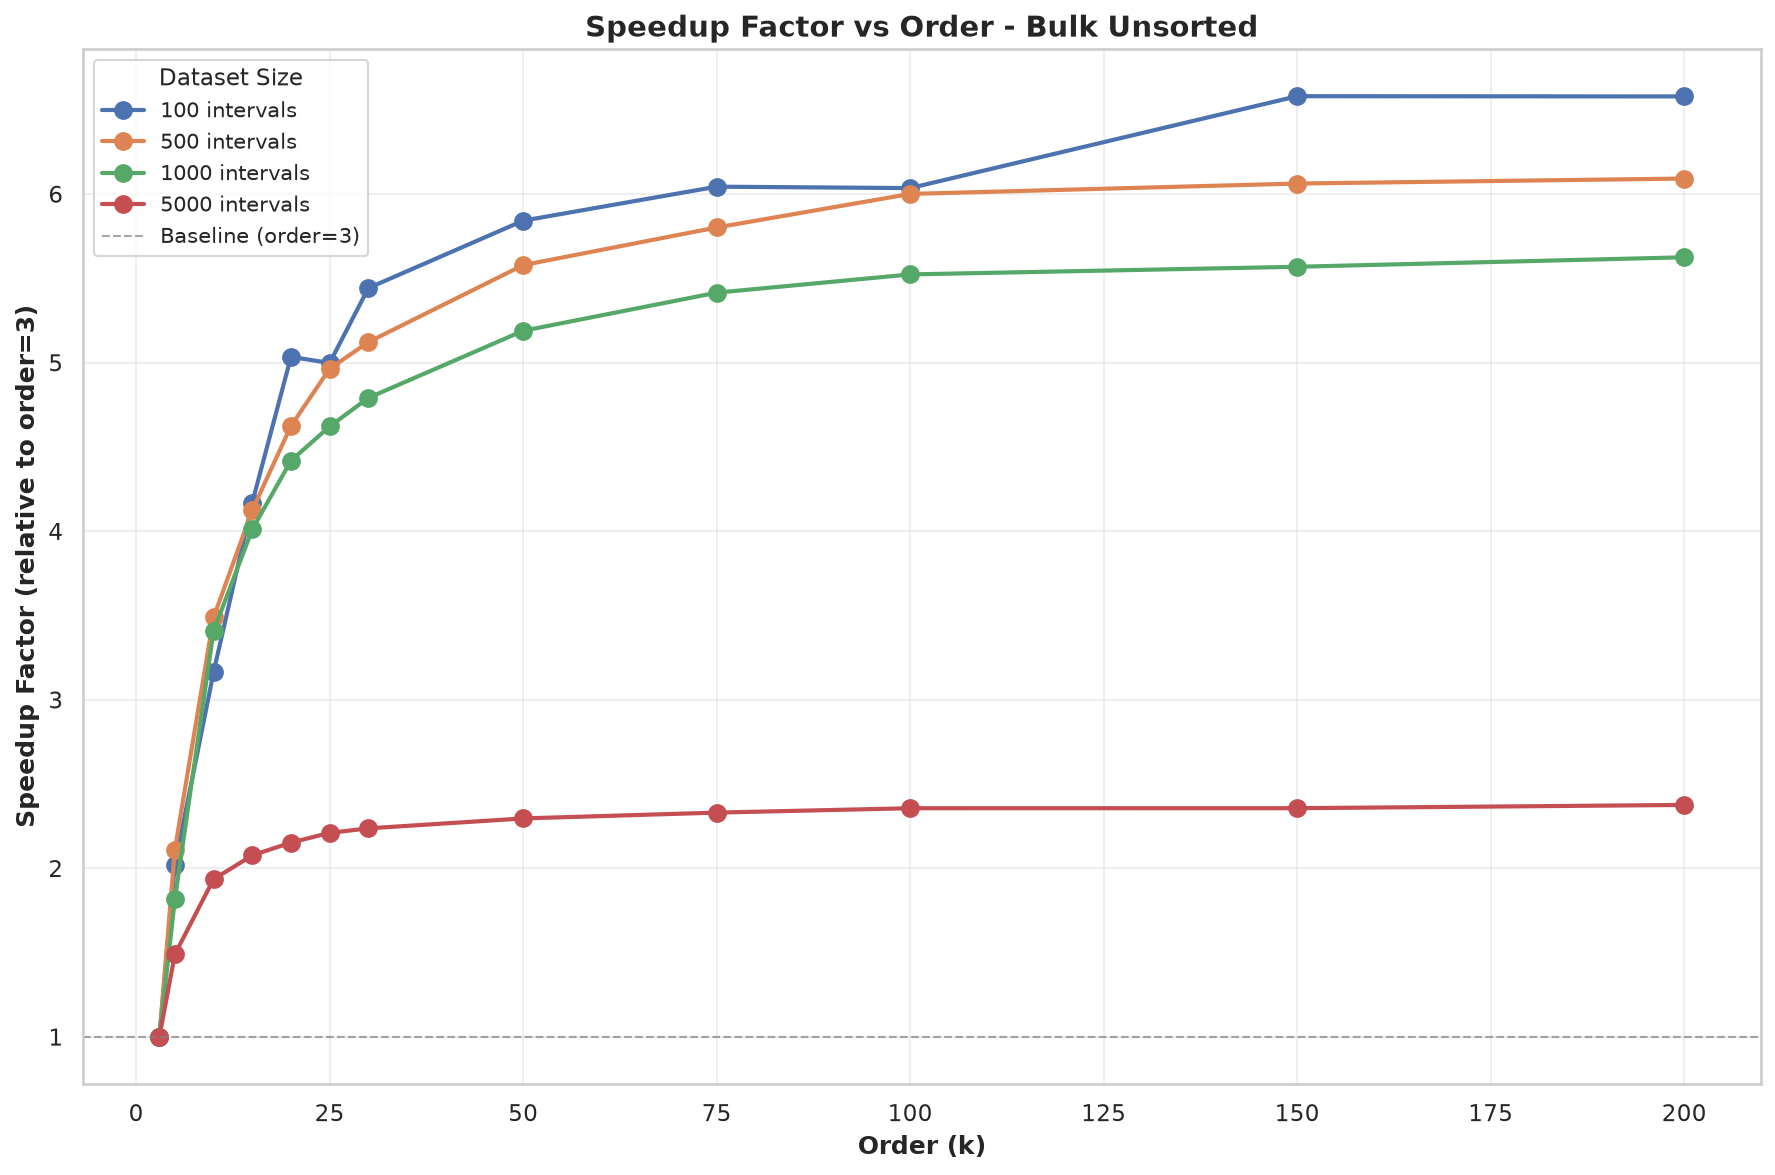 Speedup Factor vs Order - Bulk Unsorted
Dataset Size
100 intervals
500 intervals
1000 intervals
5000 intervals
Baseline (order=3)
Speedup Factor (relative to order=3)
6
5
4
3
2
1
0 25 50 75 100 125 150 175 200
Order (k)